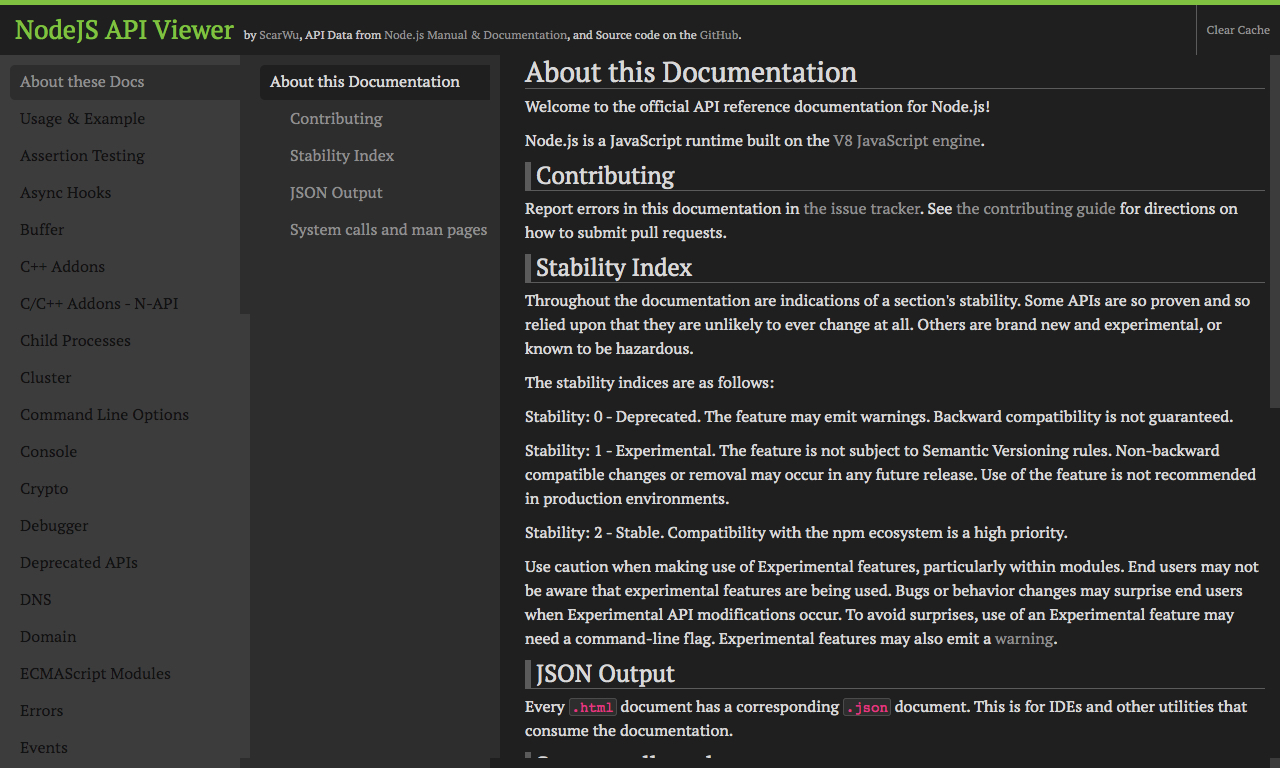 NodeJS API Viewer by ScarWu, API Data from Node.js Manual & Documentation, and Source code on the GitHub.
Clear Cache
About these Docs
Usage & Example
Assertion Testing
Async Hooks
Buffer
C++ Addons
C/C++ Addons - N-API
Child Processes
Cluster
Command Line Options
Console
Crypto
Debugger
Deprecated APIs
DNS
Domain
ECMAScript Modules
Errors
Events
About this Documentation
Contributing
Stability Index
JSON Output
System calls and man pages
About this Documentation
Welcome to the official API reference documentation for Node.js!
Node.js is a JavaScript runtime built on the V8 JavaScript engine.
Contributing
Report errors in this documentation in the issue tracker. See the contributing guide for directions on
how to submit pull requests.
Stability Index
Throughout the documentation are indications of a section's stability. Some APIs are so proven and so
relied upon that they are unlikely to ever change at all. Others are brand new and experimental, or
known to be hazardous.
The stability indices are as follows:
Stability: 0 - Deprecated. The feature may emit warnings. Backward compatibility is not guaranteed.
Stability: 1 - Experimental. The feature is not subject to Semantic Versioning rules. Non-backward
compatible changes or removal may occur in any future release. Use of the feature is not recommended
in production environments.
Stability: 2 - Stable. Compatibility with the npm ecosystem is a high priority.
Use caution when making use of Experimental features, particularly within modules. End users may not
be aware that experimental features are being used. Bugs or behavior changes may surprise end users
when Experimental API modifications occur. To avoid surprises, use of an Experimental feature may
need a command-line flag. Experimental features may also emit a warning.
JSON Output
Every .html document has a corresponding .json document. This is for IDEs and other utilities that
consume the documentation.